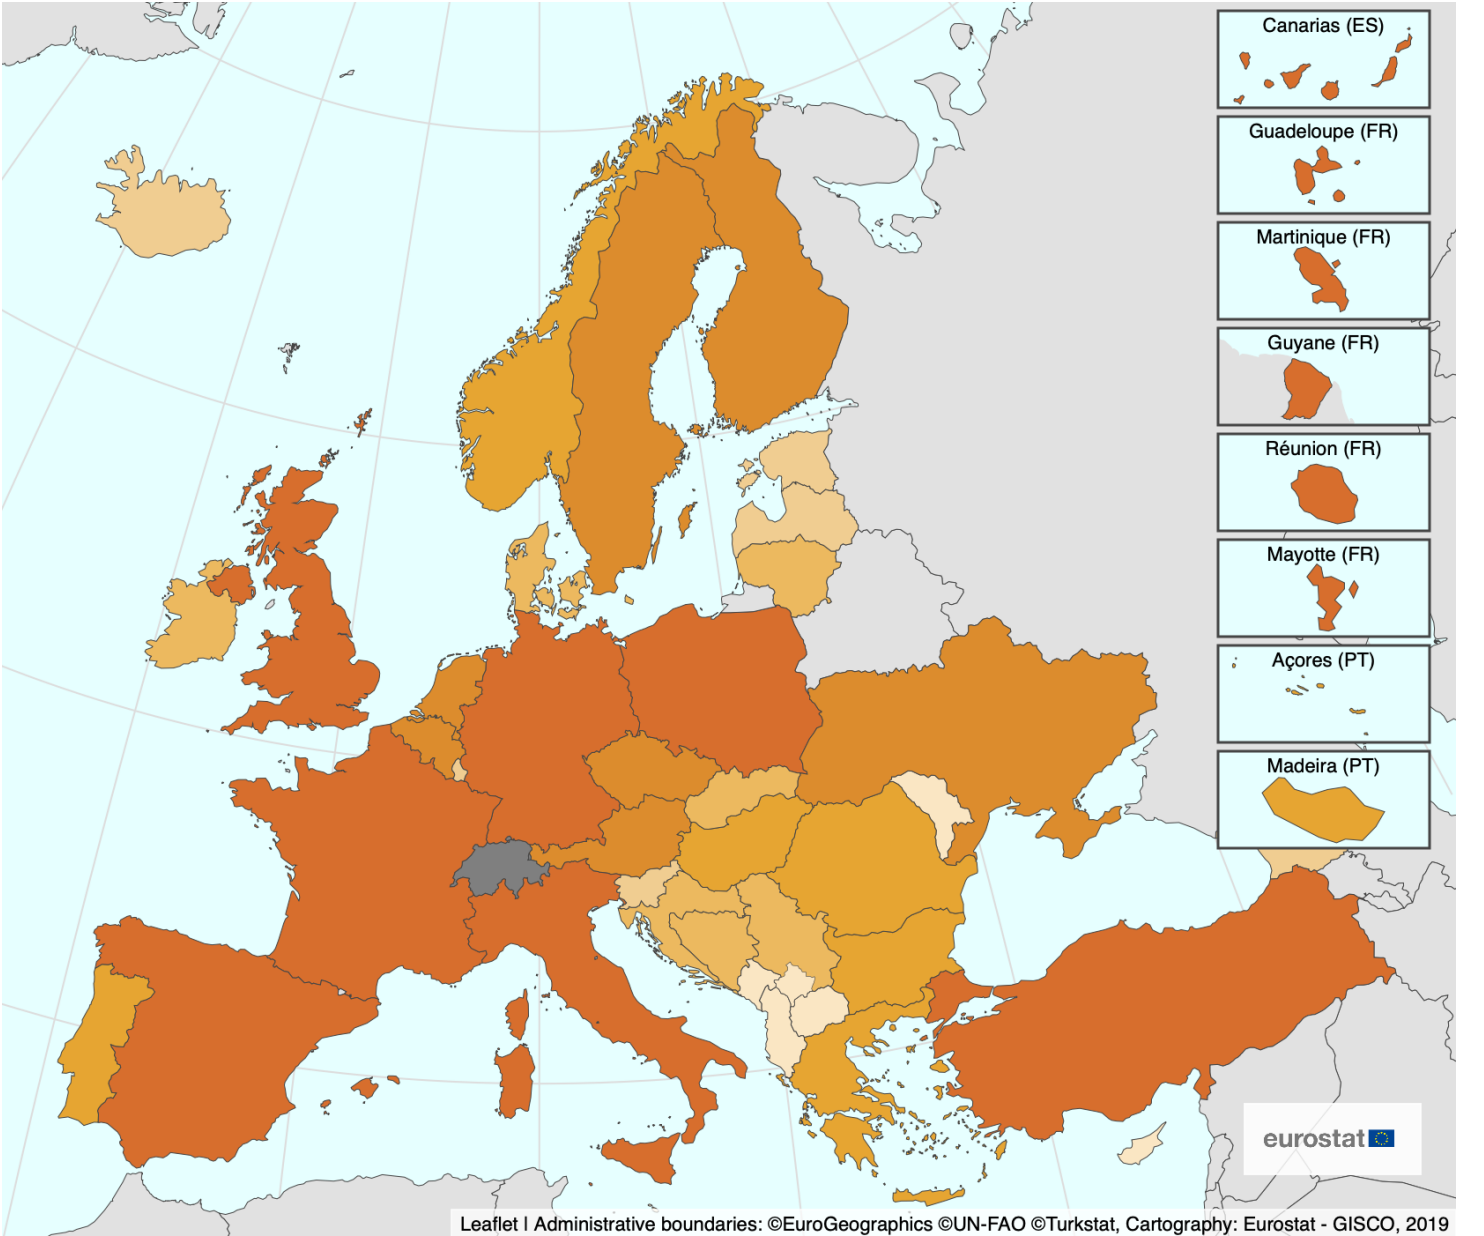 Canarias (ES)
Guadeloupe (FR)
Martinique (FR)
Guyane (FR)
Réunion (FR)
Mayotte (FR)
Açores (PT)
Madeira (PT)
eurostat
Leaflet | Administrative boundaries: ©EuroGeographics ©UN-FAO ©Turkstat, Cartography: Eurostat - GISCO, 2019